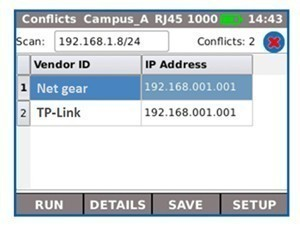 Conflicts Campus_A RJ45 1000 14:43
Scan: 192.168.1.8/24 Conflicts: 2
Vendor ID IP Address
1 Net gear 192.168.001.001
2 TP-Link 192.168.001.001
RUN DETAILS SAVE SETUP